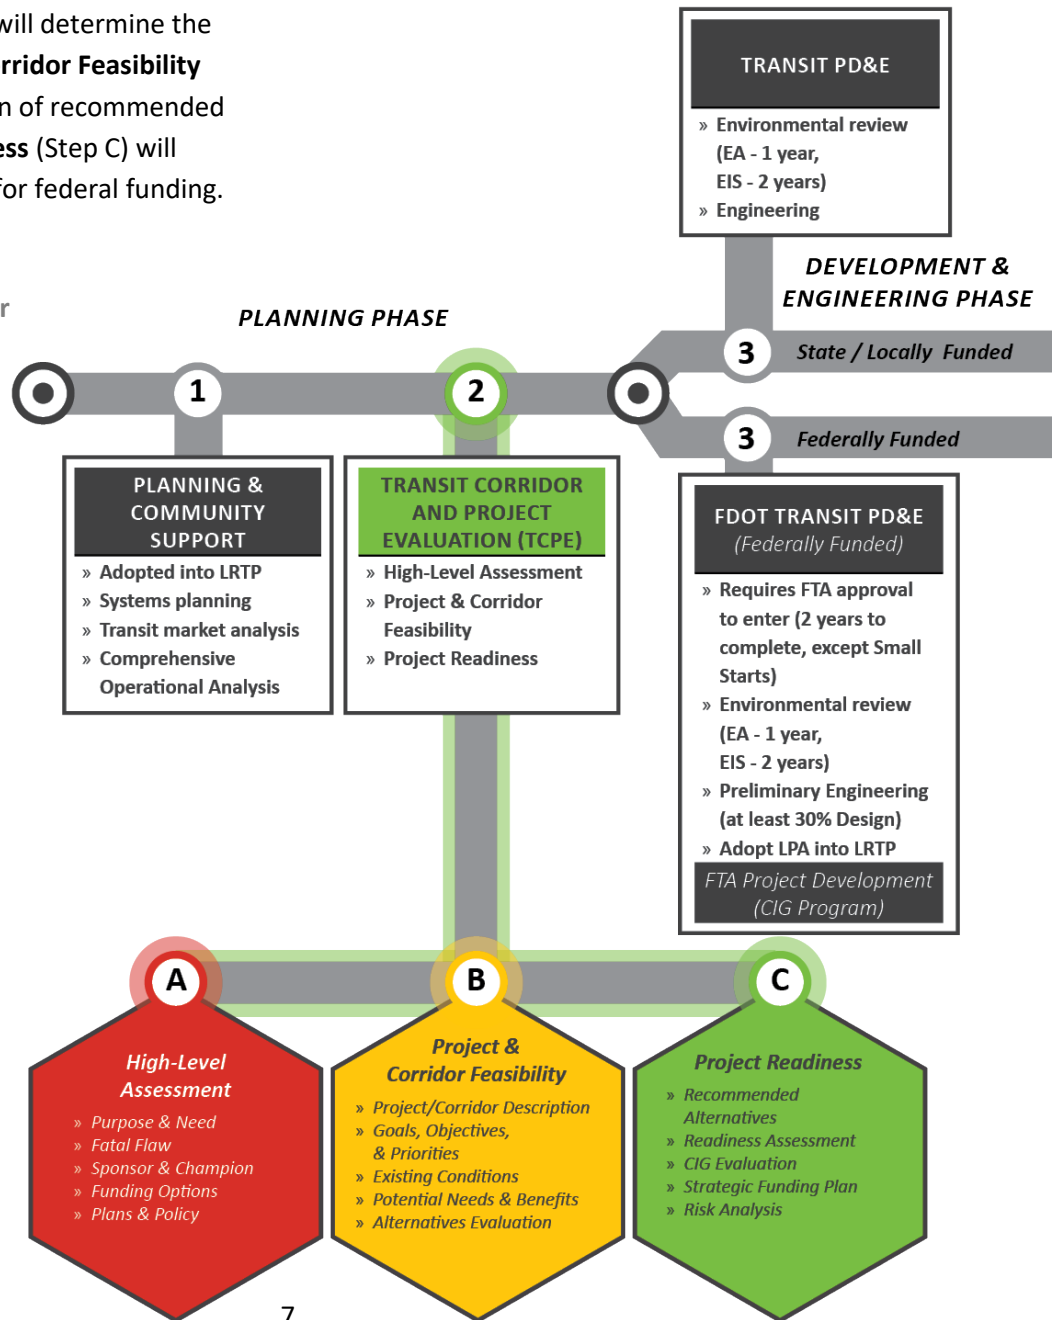 will determine the
rridor Feasibility
n of recommended
ess (Step C) will
for federal funding.
r
PLANNING PHASE
TRANSIT PD&E
» Environmental review
(EA - 1 year,
EIS - 2 years)
» Engineering
DEVELOPMENT &
ENGINEERING PHASE
1
2
3
State / Locally Funded
3
Federally Funded
PLANNING &
COMMUNITY
SUPPORT
» Adopted into LRTP
» Systems planning
» Transit market analysis
» Comprehensive
Operational Analysis
TRANSIT CORRIDOR
AND PROJECT
EVALUATION (TCPE)
» High-Level Assessment
» Project & Corridor
Feasibility
» Project Readiness
FDOT TRANSIT PD&E
(Federally Funded)
» Requires FTA approval
to enter (2 years to
complete, except Small
Starts)
» Environmental review
(EA - 1 year,
EIS - 2 years)
» Preliminary Engineering
(at least 30% Design)
» Adopt LPA into LRTP
FTA Project Development
(CIG Program)
A
High-Level
Assessment
» Purpose & Need
» Fatal Flaw
» Sponsor & Champion
» Funding Options
» Plans & Policy
B
Project &
Corridor Feasibility
» Project/Corridor Description
» Goals, Objectives,
& Priorities
» Existing Conditions
» Potential Needs & Benefits
» Alternatives Evaluation
C
Project Readiness
» Recommended
Alternatives
» Readiness Assessment
» CIG Evaluation
» Strategic Funding Plan
» Risk Analysis
7